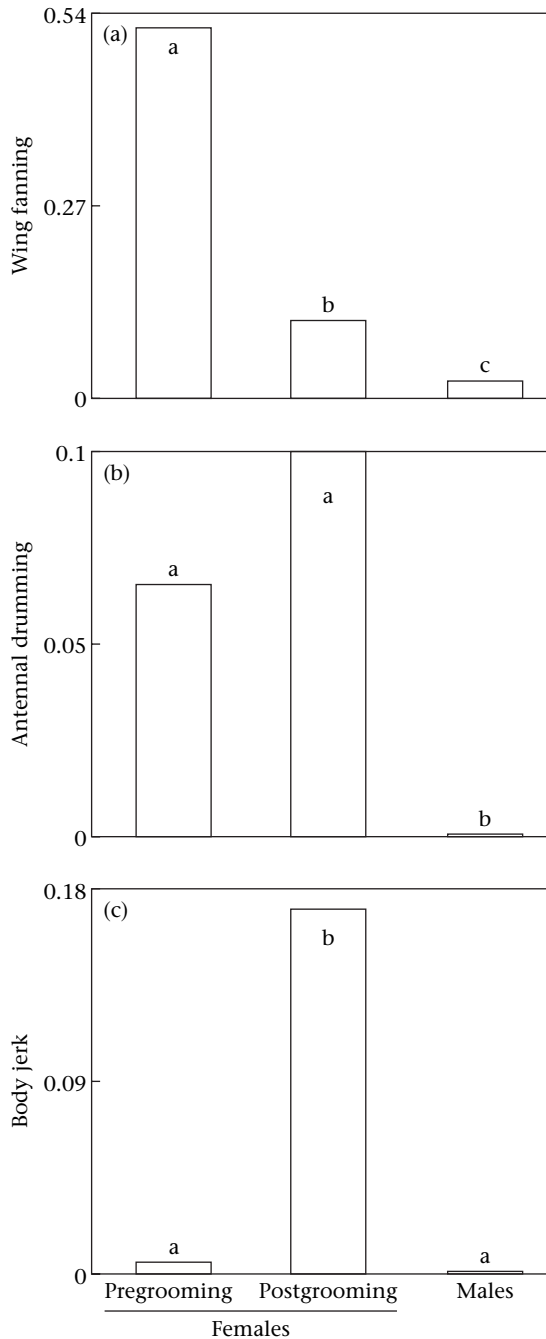 0.54
(a)
a
Wing fanning
0.27
b
c
0
0.1
(b)
a
a
Antennal drumming
0.05
b
0
0.18
(c)
b
Body jerk
0.09
a
a
0
Pregrooming Postgrooming Males
Females